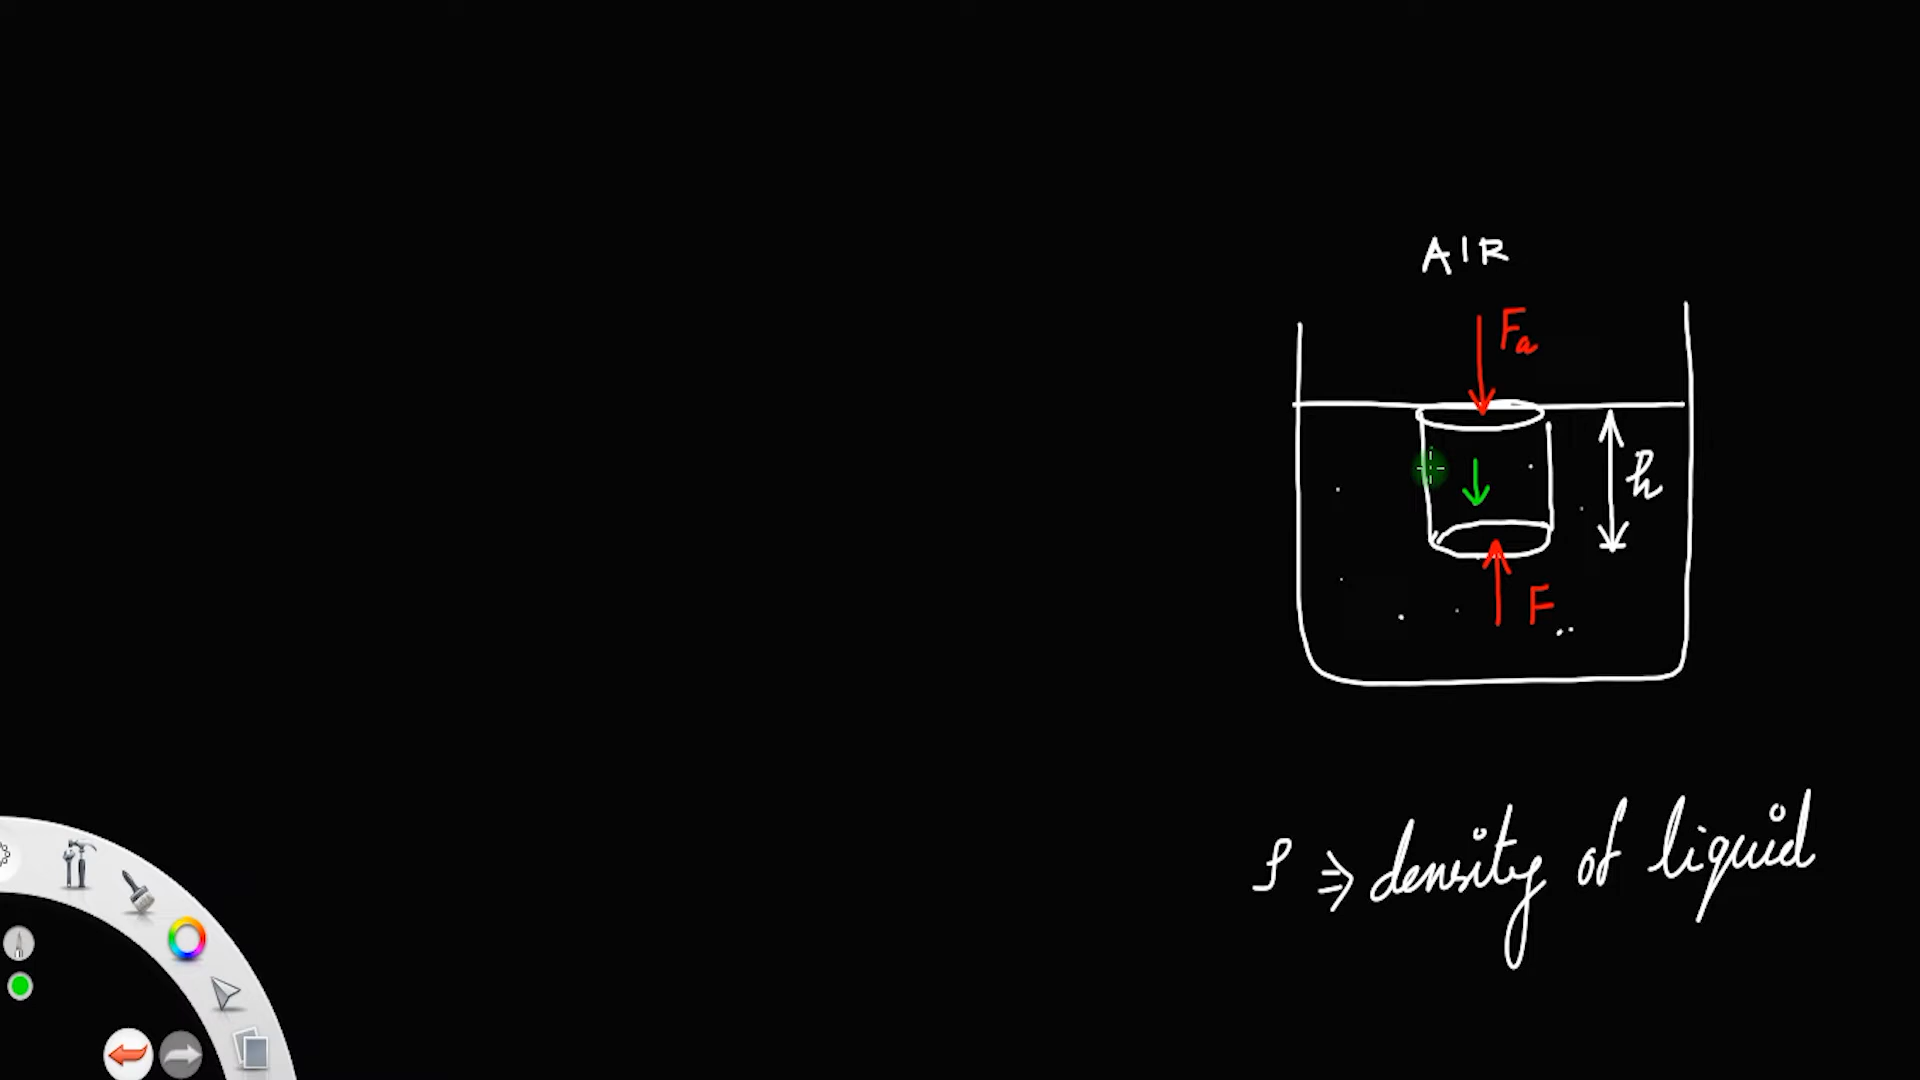 AIR
Fa
h
F
ρ ⇒ density of liquid